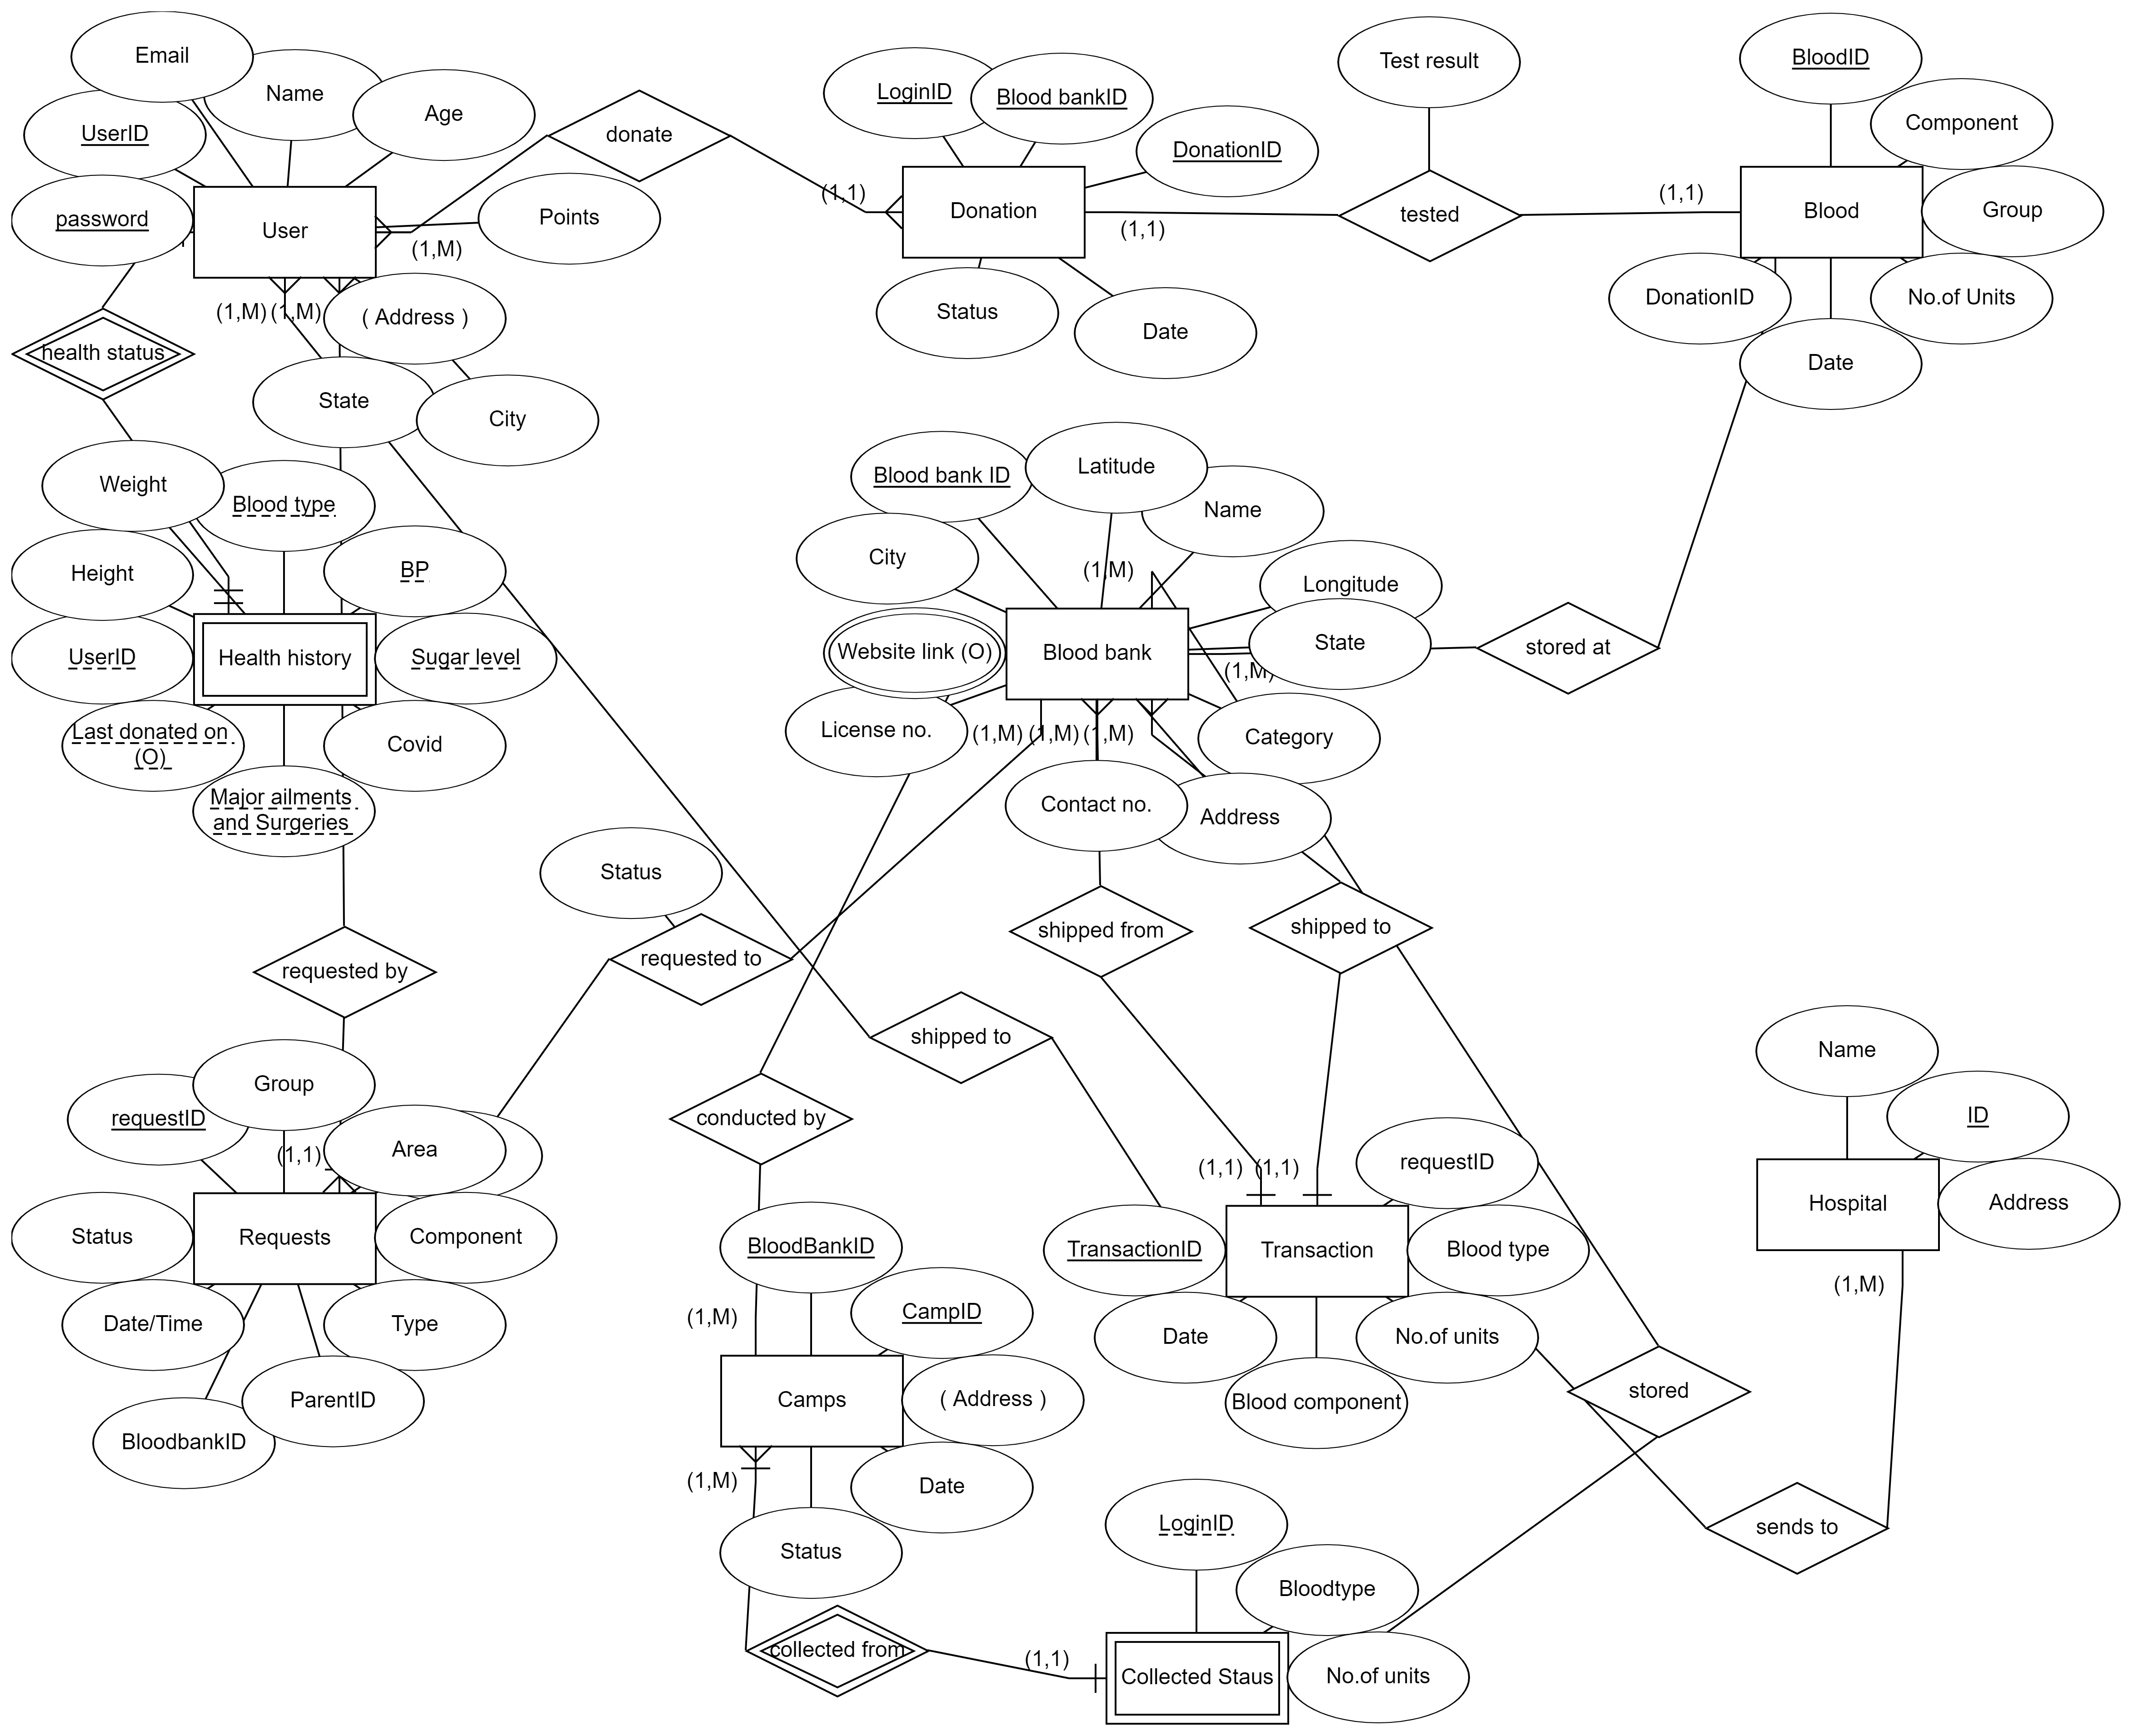 Email
Name
Age
UserID
password
User
Points
donate
(1,M)
(1,M)
(1,M)
( Address )
State
City
health status
LoginID
Blood bankID
DonationID
(1,1)
Donation
(1,1)
Status
Date
Test result
tested
(1,1)
BloodID
Component
Blood
Group
DonationID
No.of Units
Date
Weight
Blood type
Height
BP
UserID
Health history
Sugar level
Last donated on
(O)
Covid
Major ailments
and Surgeries
Blood bank ID
Latitude
Name
City
(1,M)
Longitude
Website link (O)
Blood bank
State
(1,M)
stored at
License no.
(1,M)
(1,M)
(1,M)
Category
Contact no.
Address
Status
requested by
requested to
shipped from
shipped to
shipped to
conducted by
Group
requestID
(1,1)
Area
Status
Requests
Component
Date/Time
Type
ParentID
BloodbankID
BloodBankID
(1,M)
CampID
Camps
( Address )
(1,M)
Date
Status
(1,1)
(1,1)
requestID
TransactionID
Transaction
Blood type
Date
No.of units
Blood component
Name
ID
Hospital
Address
(1,M)
stored
sends to
LoginID
Bloodtype
collected from
(1,1)
Collected Staus
No.of units